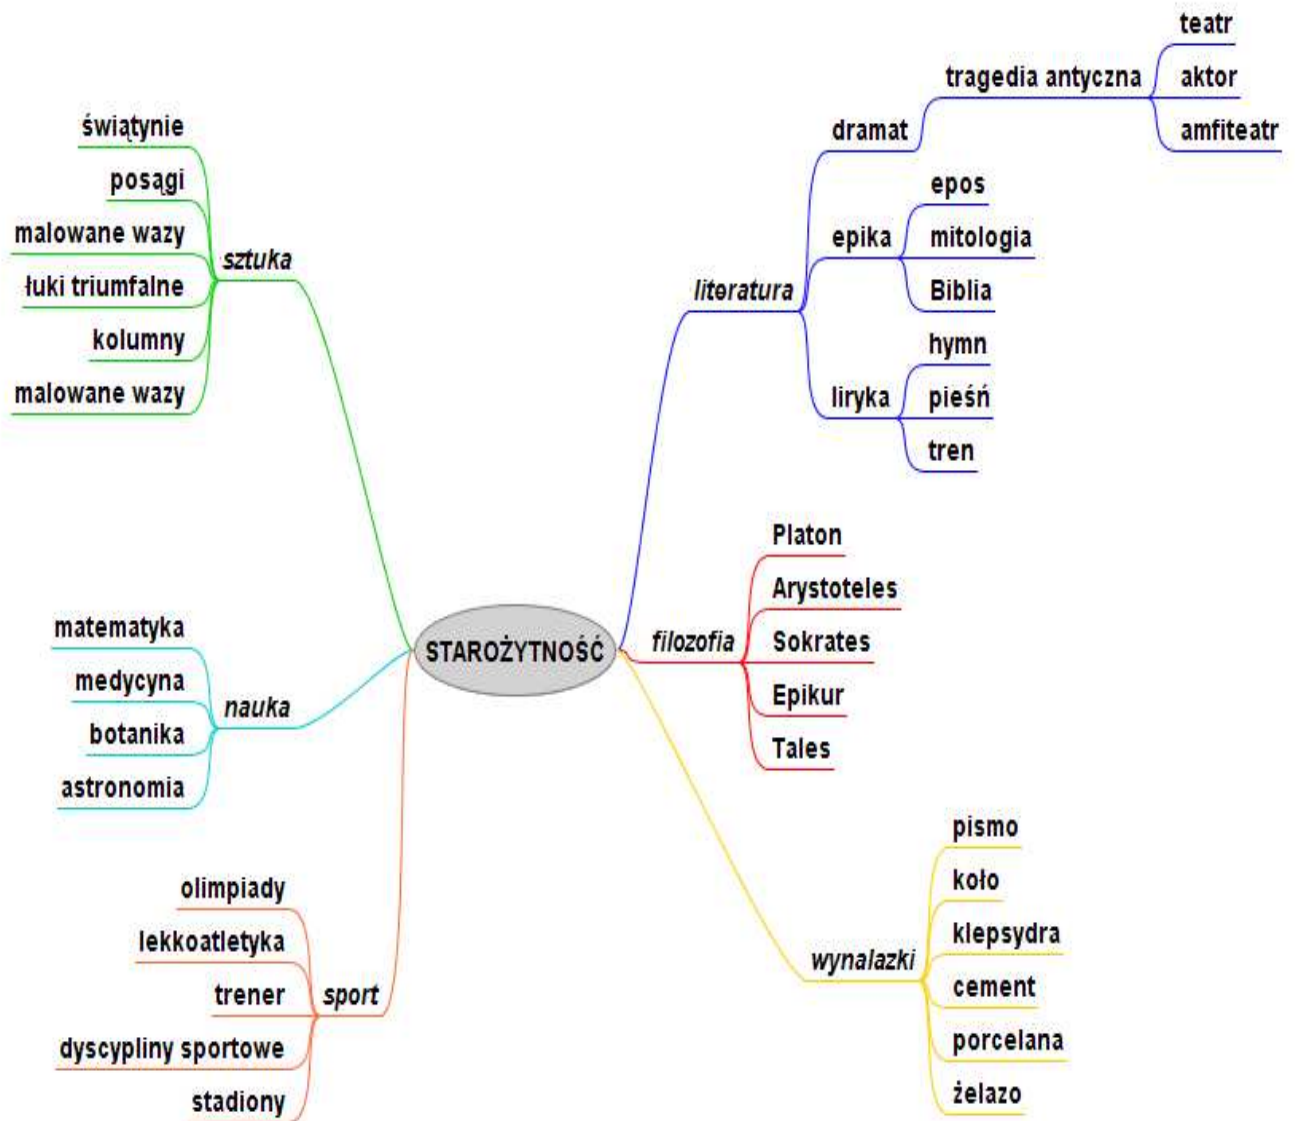 STAROŻYTNOŚĆ
sztuka
świątynie
posągi
malowane wazy
łuki triumfalne
kolumny
malowane wazy
nauka
matematyka
medycyna
botanika
astronomia
sport
olimpiady
lekkoatletyka
trener
dyscypliny sportowe
stadiony
literatura
dramat
tragedia antyczna
teatr
aktor
amfiteatr
epika
epos
mitologia
Biblia
liryka
hymn
pieśń
tren
filozofia
Platon
Arystoteles
Sokrates
Epikur
Tales
wynalazki
pismo
koło
klepsydra
cement
porcelana
żelazo